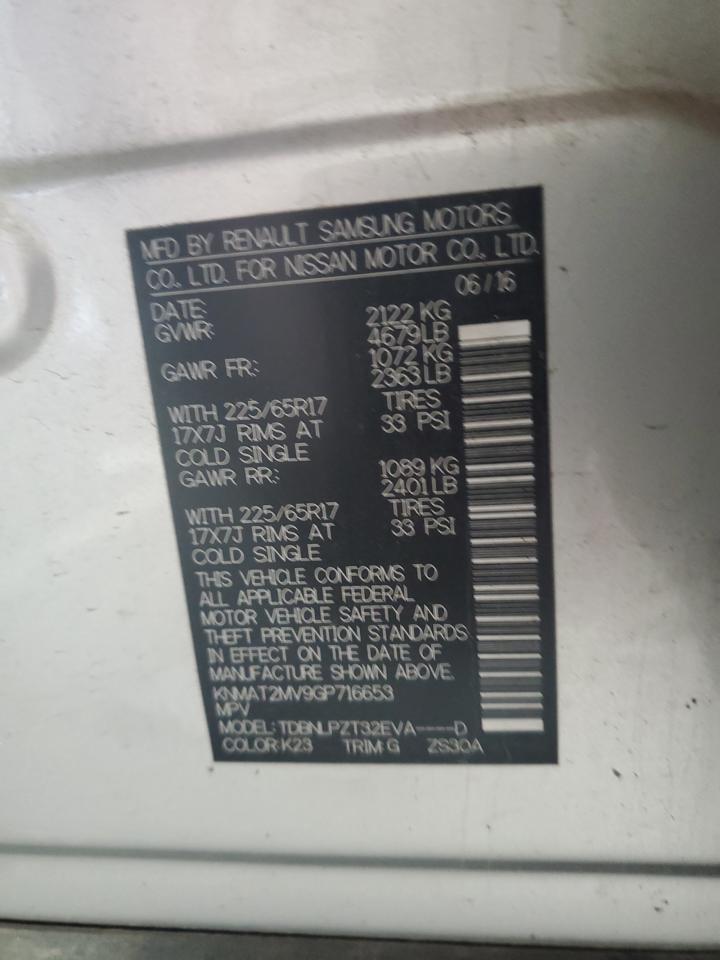 MFD BY RENAULT SAMSUNG MOTORS
CO., LTD. FOR NISSAN MOTOR CO., LTD.
DATE: 06/16
GVWR: 2122 KG
4679 LB
GAWR FR: 1072 KG
2363 LB
WITH 225/65R17 TIRES
17X7J RIMS AT 33 PSI
COLD SINGLE
GAWR RR: 1089 KG
2401 LB
WITH 225/65R17 TIRES
17X7J RIMS AT 33 PSI
COLD SINGLE
THIS VEHICLE CONFORMS TO
ALL APPLICABLE FEDERAL
MOTOR VEHICLE SAFETY AND
THEFT PREVENTION STANDARDS
IN EFFECT ON THE DATE OF
MANUFACTURE SHOWN ABOVE.
KNMAT2MV9GP716653
MPV
MODEL: TDBNLPZT32EVA----D
COLOR: K23 TRIM: G ZS30A